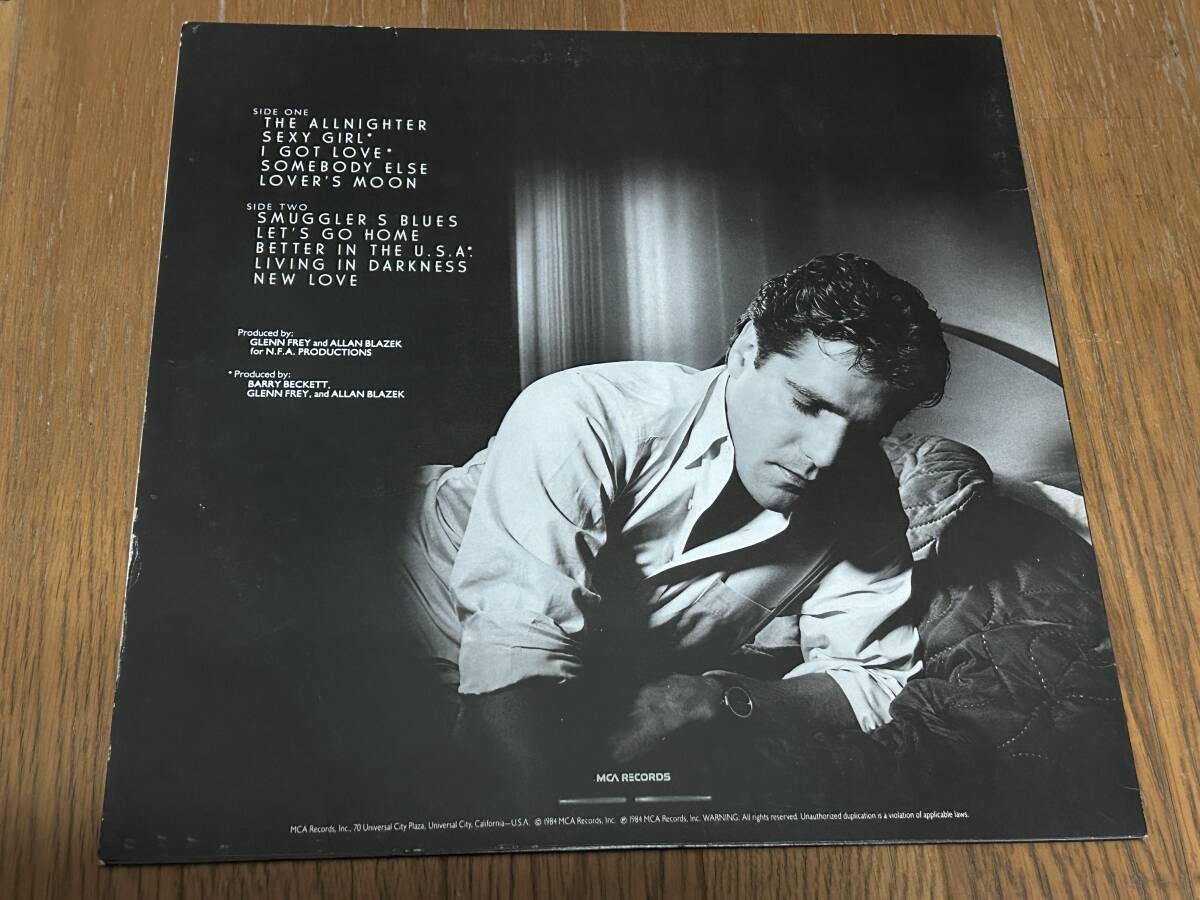 SIDE ONE
THE ALLNIGHTER
SEXY GIRL*
I GOT LOVE*
SOMEBODY ELSE
LOVER'S MOON
SIDE TWO
SMUGGLER S BLUES
LET'S GO HOME
BETTER IN THE U.S.A.*
LIVING IN DARKNESS
NEW LOVE
Produced by:
GLENN FREY and ALLAN BLAZEK
for N.F.A. PRODUCTIONS
* Produced by:
BARRY BECKETT,
GLENN FREY, and ALLAN BLAZEK
MCA RECORDS
MCA Records, Inc., 70 Universal City Plaza, Universal City, California—U.S.A. © 1984 MCA Records, Inc. ℗ 1984 MCA Records, Inc. WARNING: All rights reserved. Unauthorized duplication is a violation of applicable laws.